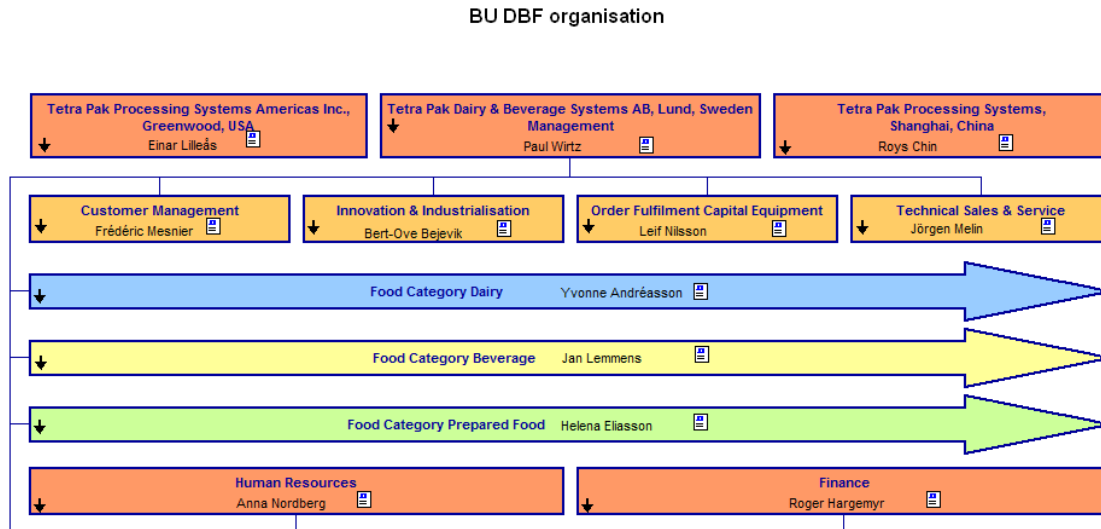 BU DBF organisation
Tetra Pak Processing Systems Americas Inc.,
Greenwood, USA
Einar Lilleås
Tetra Pak Dairy & Beverage Systems AB, Lund, Sweden
Management
Paul Wirtz
Tetra Pak Processing Systems,
Shanghai, China
Roys Chin
Customer Management
Frédéric Mesnier
Innovation & Industrialisation
Bert-Ove Bejevik
Order Fulfilment Capital Equipment
Leif Nilsson
Technical Sales & Service
Jörgen Melin
Food Category Dairy Yvonne Andréasson
Food Category Beverage Jan Lemmens
Food Category Prepared Food Helena Eliasson
Human Resources
Anna Nordberg
Finance
Roger Hargemyr